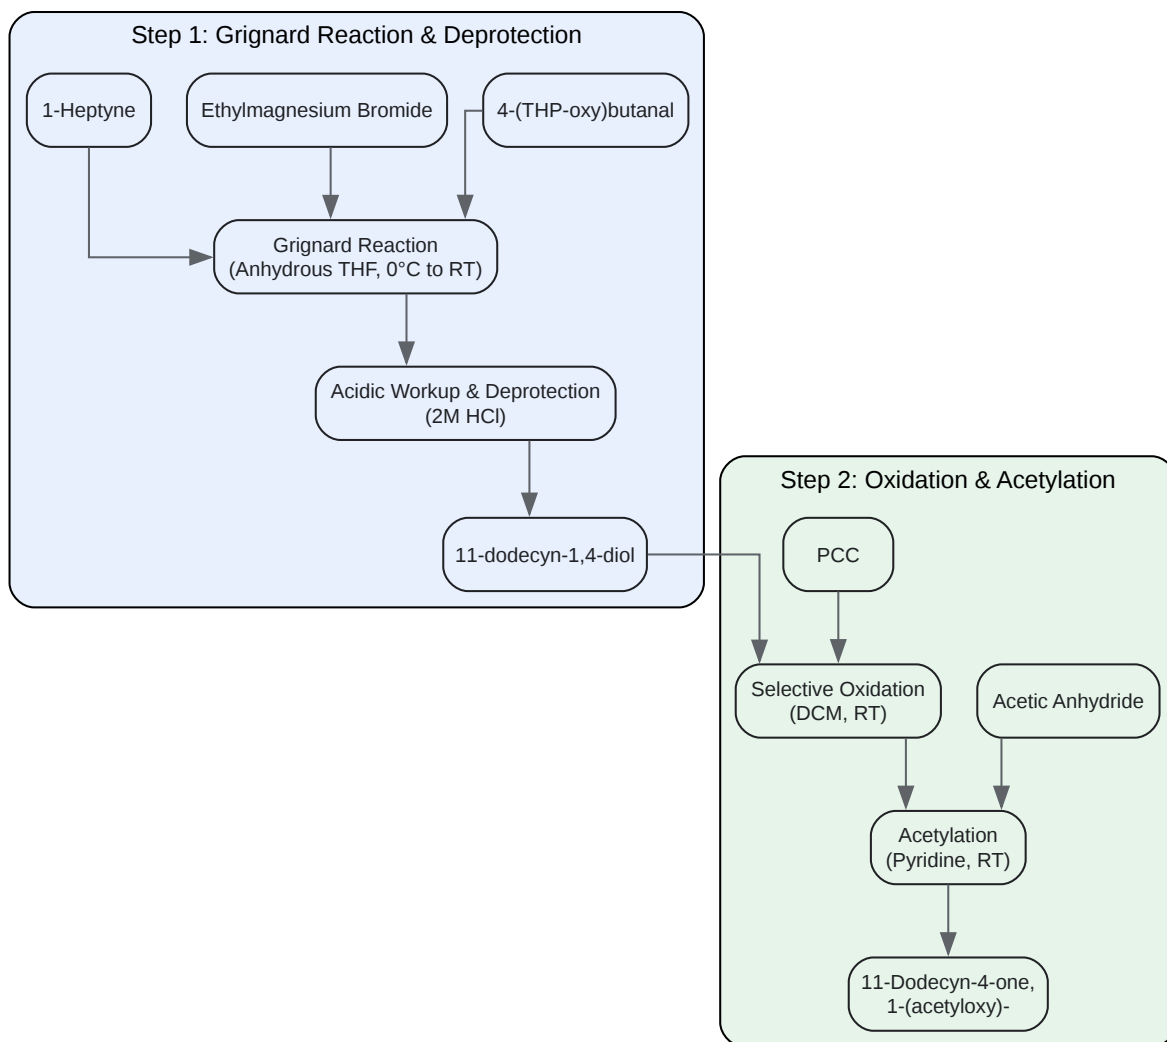 Step 1: Grignard Reaction & Deprotection
1-Heptyne
Ethylmagnesium Bromide
4-(THP-oxy)butanal
Grignard Reaction
(Anhydrous THF, 0°C to RT)
Acidic Workup & Deprotection
(2M HCl)
11-dodecyn-1,4-diol
Step 2: Oxidation & Acetylation
PCC
Selective Oxidation
(DCM, RT)
Acetic Anhydride
Acetylation
(Pyridine, RT)
11-Dodecyn-4-one,
1-(acetyloxy)-